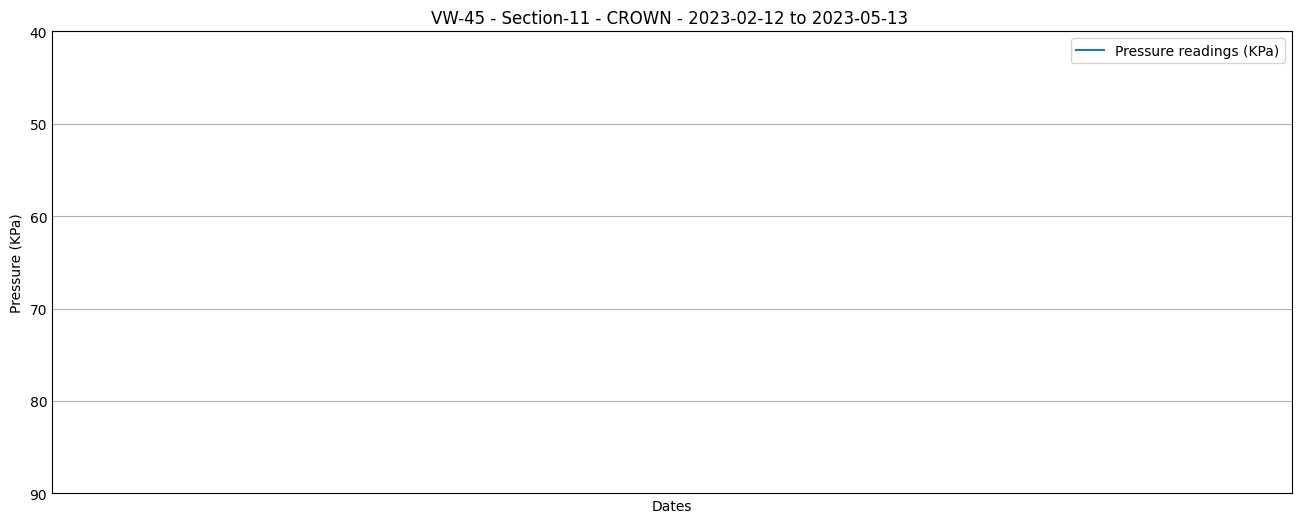 VW-45 - Section-11 - CROWN - 2023-02-12 to 2023-05-13
Pressure readings (KPa)
Pressure (KPa)
40
50
60
70
80
90
Dates